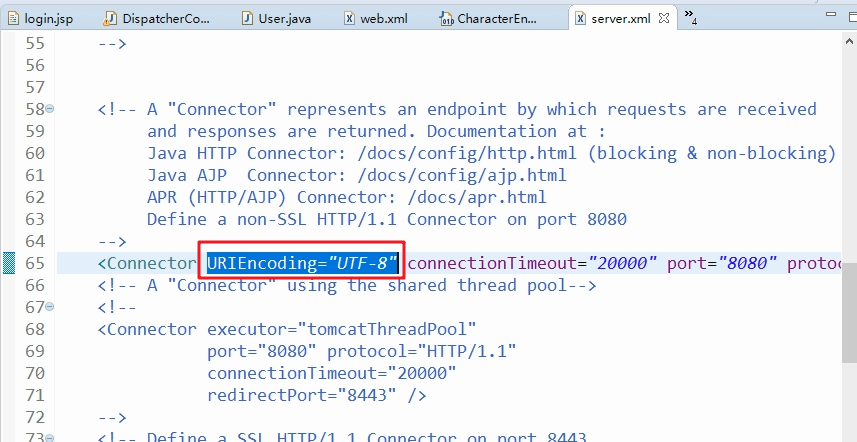 login.jsp DispatcherCo... User.java web.xml CharacterEn... server.xml »4
55 -->
56
57
58 <!-- A "Connector" represents an endpoint by which requests are received
59 and responses are returned. Documentation at :
60 Java HTTP Connector: /docs/config/http.html (blocking & non-blocking)
61 Java AJP  Connector: /docs/config/ajp.html
62 APR (HTTP/AJP) Connector: /docs/apr.html
63 Define a non-SSL HTTP/1.1 Connector on port 8080
64 -->
65 <Connector URIEncoding="UTF-8" connectionTimeout="20000" port="8080" protoc
66 <!-- A "Connector" using the shared thread pool-->
67 <!--
68 <Connector executor="tomcatThreadPool"
69 port="8080" protocol="HTTP/1.1"
70 connectionTimeout="20000"
71 redirectPort="8443" />
72 -->
73 <!-- Define a SSL HTTP/1.1 Connector on port 8443